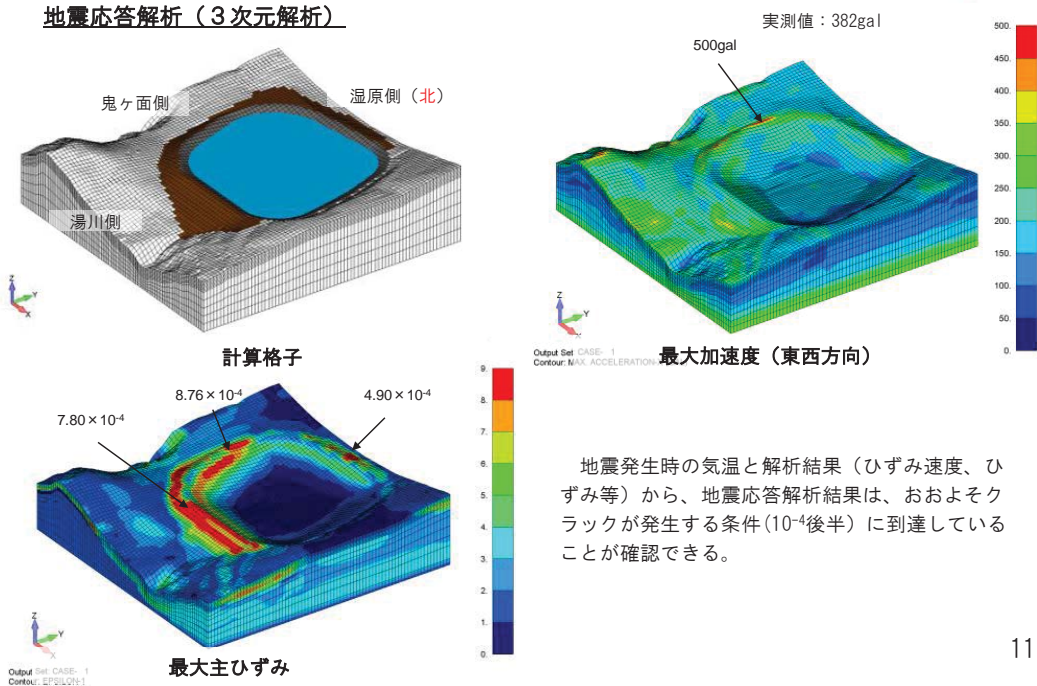 地震応答解析（３次元解析）
鬼ヶ面側
湿原側（北）
湯川側
Z
Y
X
計算格子
実測値：382gal
500gal
500.
450.
400.
350.
300.
250.
200.
150.
100.
50.
0.
Z
Y
X
Output Set: CASE- 1
Contour: MAX. ACCELERATION-
最大加速度（東西方向）
7.80×10⁻⁴
8.76×10⁻⁴
4.90×10⁻⁴
9.
8.
7.
6.
5.
4.
3.
2.
1.
0.
Z
Y
X
Output Set: CASE- 1
Contour: EPSILON-1
最大主ひずみ
地震発生時の気温と解析結果（ひずみ速度、ひ
ずみ等）から、地震応答解析結果は、おおよそク
ラックが発生する条件(10⁻⁴後半）に到達している
ことが確認できる。
11